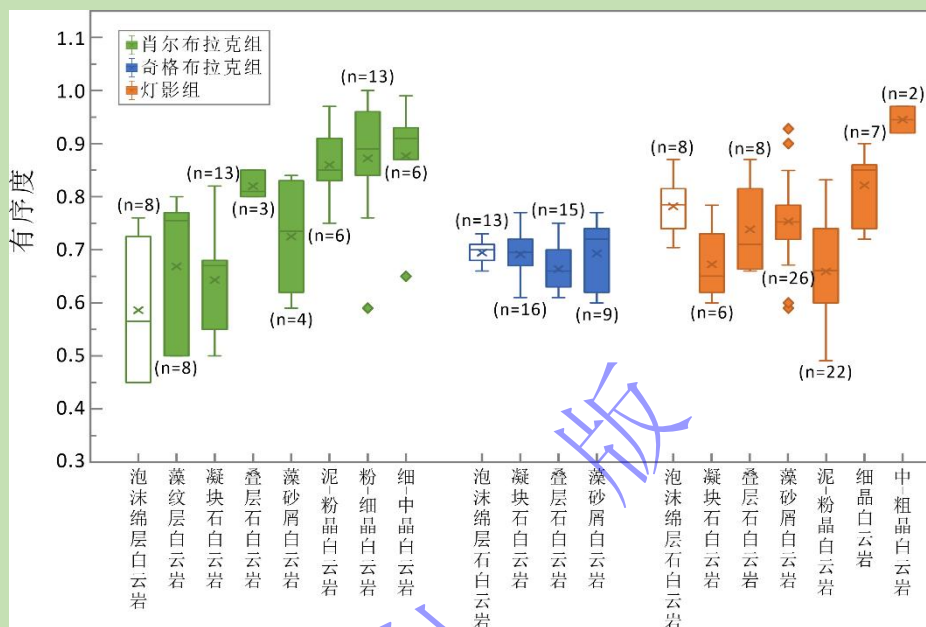 肖尔布拉克组
奇格布拉克组
灯影组
有序度
1.1
1.0
0.9
0.8
0.7
0.6
0.5
0.4
0.3
(n=8)
(n=8)
(n=13)
(n=3)
(n=4)
(n=6)
(n=13)
(n=6)
(n=13)
(n=16)
(n=15)
(n=9)
(n=8)
(n=6)
(n=8)
(n=26)
(n=22)
(n=7)
(n=2)
泡沫绵层白云岩
藻纹层白云岩
凝块石白云岩
叠层石白云岩
藻砂屑白云岩
泥-粉晶白云岩
粉-细晶白云岩
细-中晶白云岩
泡沫绵层石白云岩
凝块石白云岩
叠层石白云岩
藻砂屑白云岩
泡沫绵层石白云岩
凝块石白云岩
叠层石白云岩
藻砂屑白云岩
泥-粉晶白云岩
细晶白云岩
中-粗晶白云岩
版